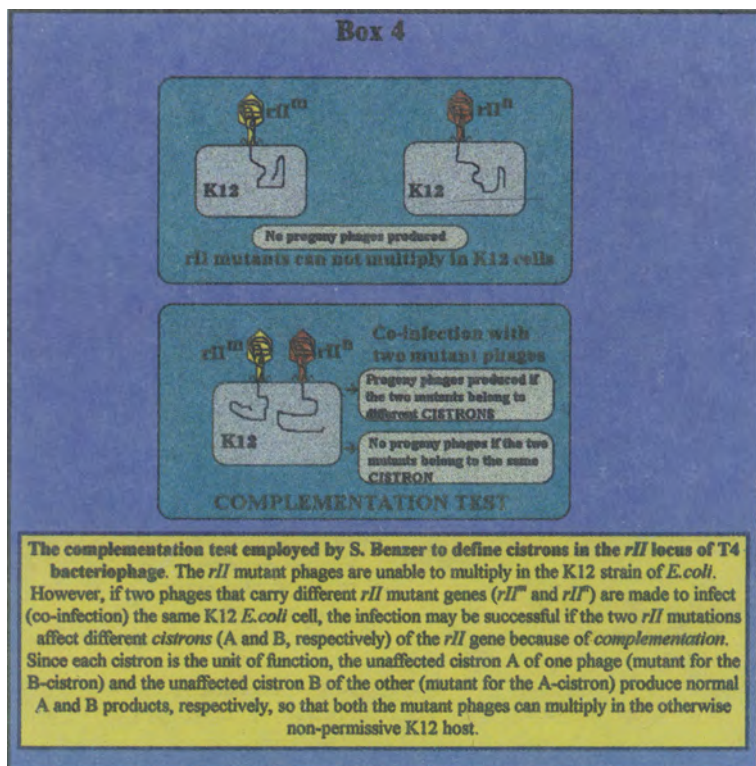 Box 4
rII^m
rII^n
K12
K12
No progeny phages produced
rII mutants can not multiply in K12 cells
rII^m
rII^n
Co-infection with
two mutant phages
Progeny phages produced if
the two mutants belong to
different CISTRONS
K12
No progeny phages if the two
mutants belong to the same
CISTRON
COMPLEMENTATION TEST
The complementation test employed by S. Benzer to define cistrons in the rII locus of T4
bacteriophage. The rII mutant phages are unable to multiply in the K12 strain of E.coli.
However, if two phages that carry different rII mutant genes (rII^m and rII^n) are made to infect
(co-infection) the same K12 E.coli cell, the infection may be successful if the two rII mutations
affect different cistrons (A and B, respectively) of the rII gene because of complementation.
Since each cistron is the unit of function, the unaffected cistron A of one phage (mutant for the
B-cistron) and the unaffected cistron B of the other (mutant for the A-cistron) produce normal
A and B products, respectively, so that both the mutant phages can multiply in the otherwise
non-permissive K12 host.